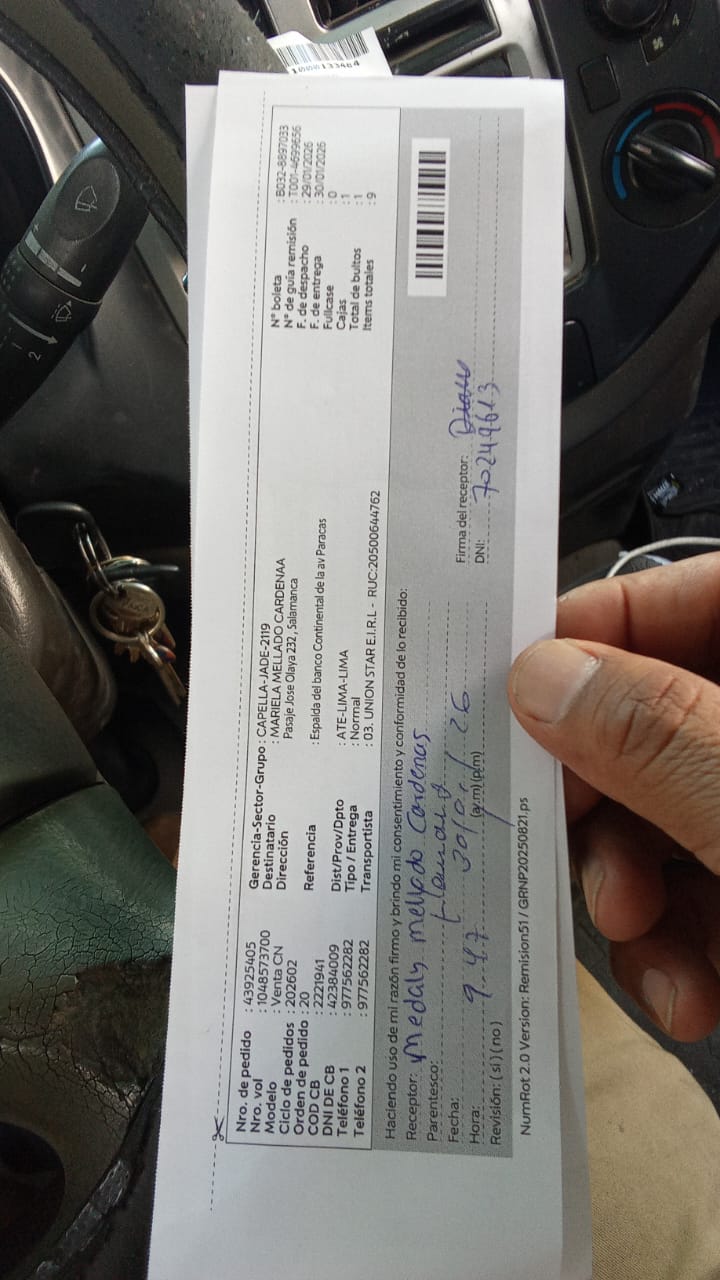 1000133464
4
2
1
Nro. de pedido : 43925405
Nro. vol : 1048573700
Modelo : Venta CN
Ciclo de pedidos : 202602
Orden de pedido : 20
COD CB : 2221941
DNI DE CB : 42384009
Teléfono 1 : 977562282
Teléfono 2 : 977562282
Gerencia-Sector-Grupo : CAPELLA-JADE-2119
Destinatario : MARIELA MELLADO CARDENAA
Dirección Pasaje Jose Olaya 232 , Salamanca
Referencia : Espalda del banco Continental de la av Paracas
Dist/Prov/Dpto : ATE-LIMA-LIMA
Tipo / Entrega : Normal
Transportista : 03. UNION STAR E.I.R.L - RUC:20500644762
N° boleta : B032-8897033
N° de guía remisión : T001-4699656
F. de despacho : 29/01/2026
F. de entrega : 30/01/2026
Fullcase : 0
Cajas : 1
Total de bultos : 1
Items totales : 9
Haciendo uso de mi razón firmo y brindo mi consentimiento y conformidad de lo recibido:
Receptor: Medaly mellado Cardenas
Parentesco:
Fecha: 30/01/26
Hora: 9 47 (a/m) (p/m)
Revisión: ( si ) ( no )
Firma del receptor:
DNI: 70249613
NumRot 2.0 Version: Remision51 / GRNP20250821.ps